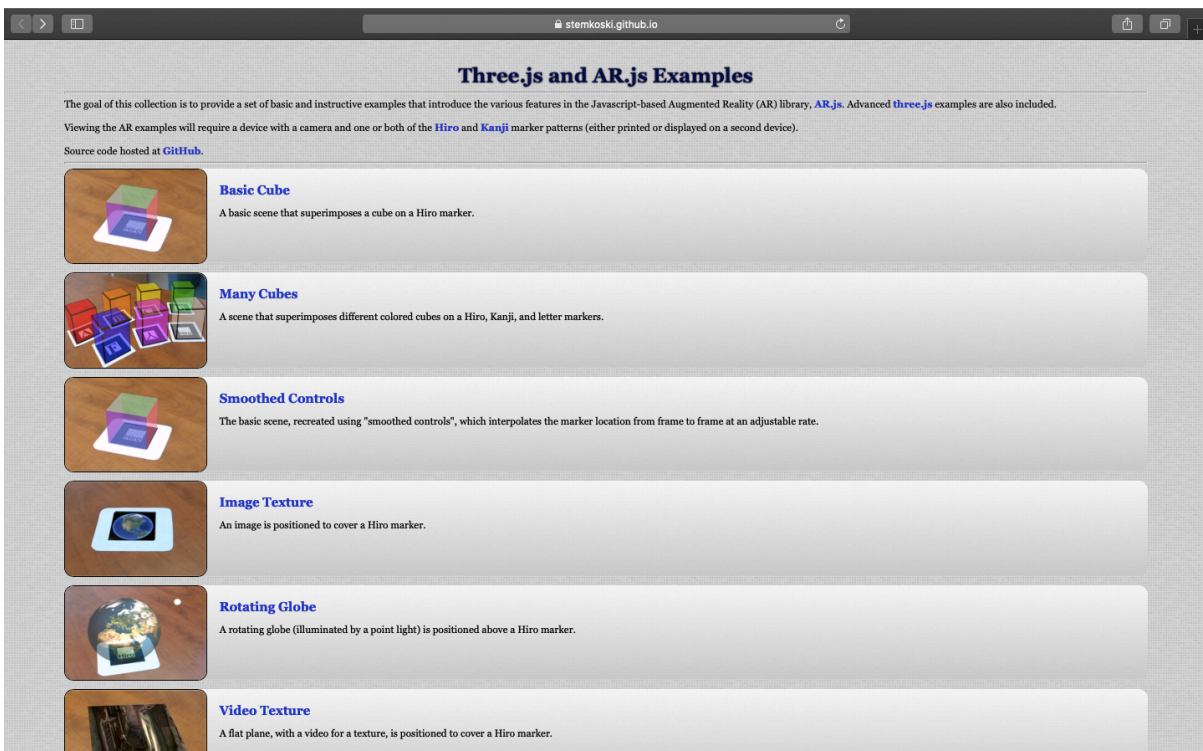 stemkoski.github.io
Three.js and AR.js Examples
The goal of this collection is to provide a set of basic and instructive examples that introduce the various features in the Javascript-based Augmented Reality (AR) library, AR.js. Advanced three.js examples are also included.
Viewing the AR examples will require a device with a camera and one or both of the Hiro and Kanji marker patterns (either printed or displayed on a second device).
Source code hosted at GitHub.
Basic Cube
A basic scene that superimposes a cube on a Hiro marker.
Many Cubes
A scene that superimposes different colored cubes on a Hiro, Kanji, and letter markers.
Smoothed Controls
The basic scene, recreated using "smoothed controls", which interpolates the marker location from frame to frame at an adjustable rate.
Image Texture
An image is positioned to cover a Hiro marker.
Rotating Globe
A rotating globe (illuminated by a point light) is positioned above a Hiro marker.
Video Texture
A flat plane, with a video for a texture, is positioned to cover a Hiro marker.